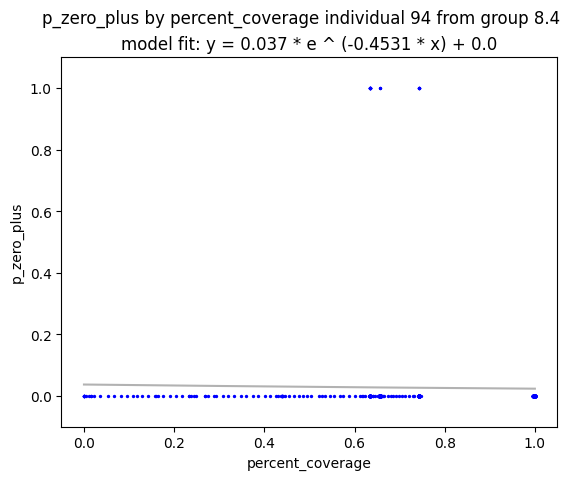 p_zero_plus by percent_coverage individual 94 from group 8.4
model fit: y = 0.037 * e ^ (-0.4531 * x) + 0.0
1.0
0.8
0.6
0.4
0.2
0.0
p_zero_plus
0.0 0.2 0.4 0.6 0.8 1.0
percent_coverage